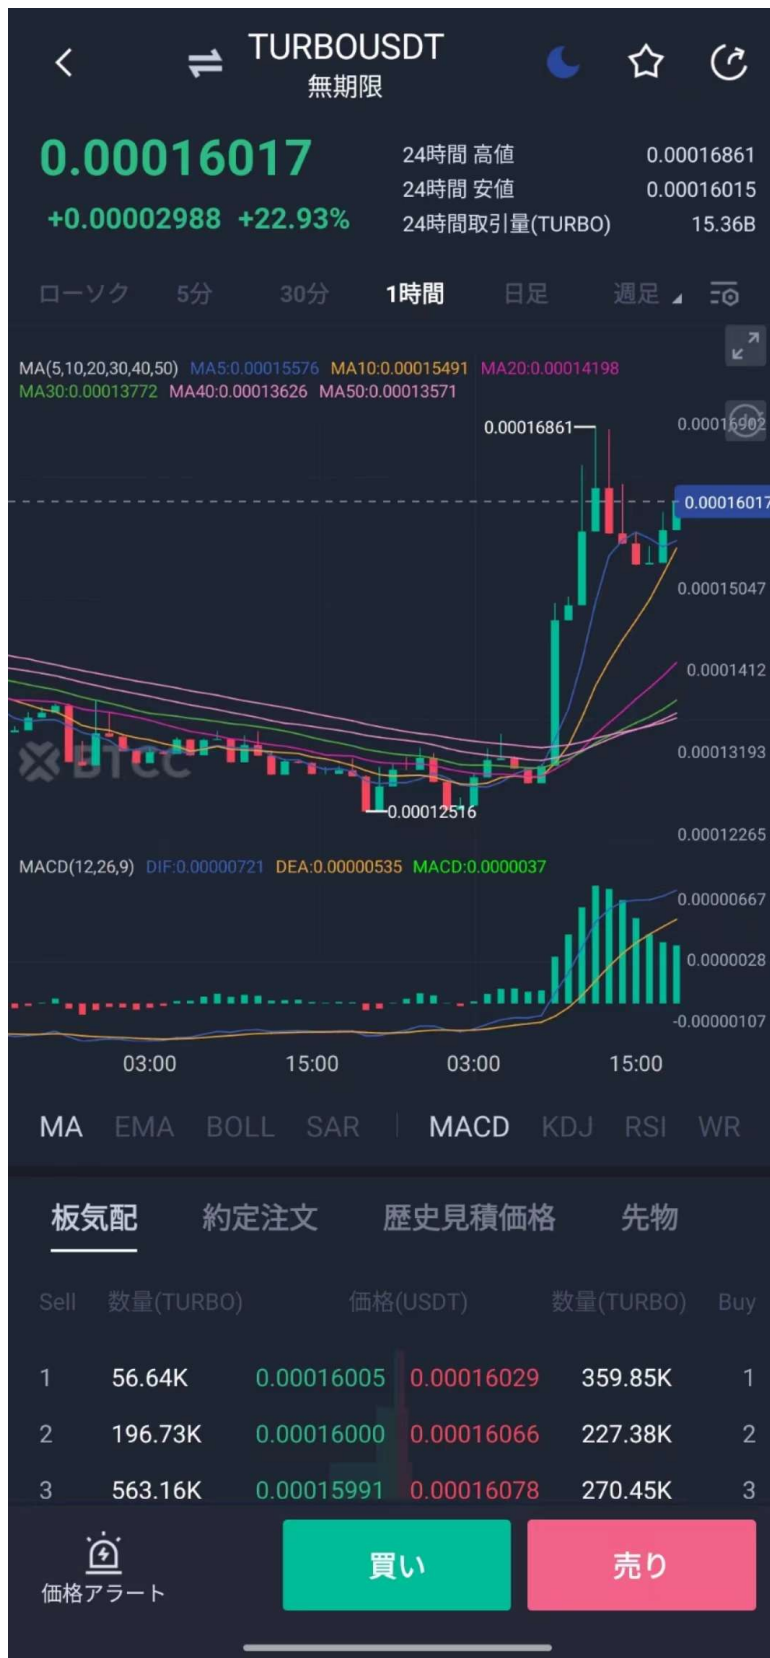 TURBOUSDT
無期限
0.00016017
+0.00002988 +22.93%
24時間 高値 0.00016861
24時間 安値 0.00016015
24時間取引量(TURBO) 15.36B
ローソク 5分 30分 1時間 日足 週足
MA(5,10,20,30,40,50) MA5:0.00015576 MA10:0.00015491 MA20:0.00014198
MA30:0.00013772 MA40:0.00013626 MA50:0.00013571
0.00016861
0.00016902
0.00016017
0.00015047
0.0001412
0.00013193
BTCC
0.00012516
0.00012265
MACD(12,26,9) DIF:0.00000721 DEA:0.00000535 MACD:0.0000037
0.00000667
0.0000028
-0.00000107
03:00 15:00 03:00 15:00
MA EMA BOLL SAR MACD KDJ RSI WR
板気配 約定注文 歴史見積価格 先物
Sell 数量(TURBO) 価格(USDT) 数量(TURBO) Buy
1 56.64K 0.00016005 0.00016029 359.85K 1
2 196.73K 0.00016000 0.00016066 227.38K 2
3 563.16K 0.00015991 0.00016078 270.45K 3
価格アラート
買い
売り